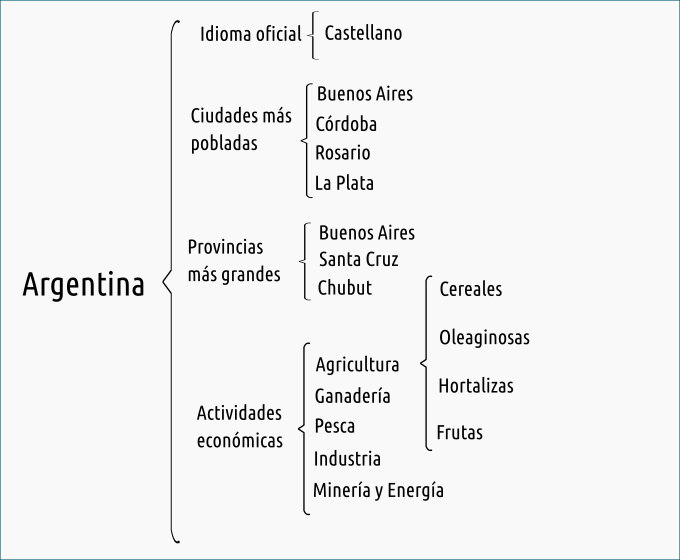 Argentina
Idioma oficial
Castellano
Ciudades más
pobladas
Buenos Aires
Córdoba
Rosario
La Plata
Provincias
más grandes
Buenos Aires
Santa Cruz
Chubut
Actividades
económicas
Agricultura
Ganadería
Pesca
Industria
Minería y Energía
Cereales
Oleaginosas
Hortalizas
Frutas